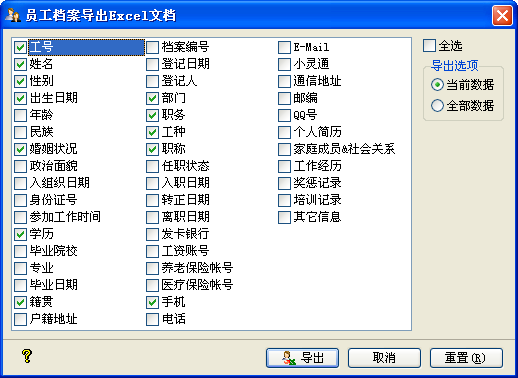 员工档案导出Excel文档
工号
姓名
性别
出生日期
年龄
民族
婚姻状况
政治面貌
入组织日期
身份证号
参加工作时间
学历
毕业院校
专业
毕业日期
籍贯
户籍地址
档案编号
登记日期
登记人
部门
职务
工种
职称
任职状态
入职日期
转正日期
离职日期
发卡银行
工资账号
养老保险帐号
医疗保险帐号
手机
电话
E-Mail
小灵通
通信地址
邮编
QQ号
个人简历
家庭成员&社会关系
工作经历
奖惩记录
培训记录
其它信息
全选
导出选项
当前数据
全部数据
?
导出
取消
重置(R)